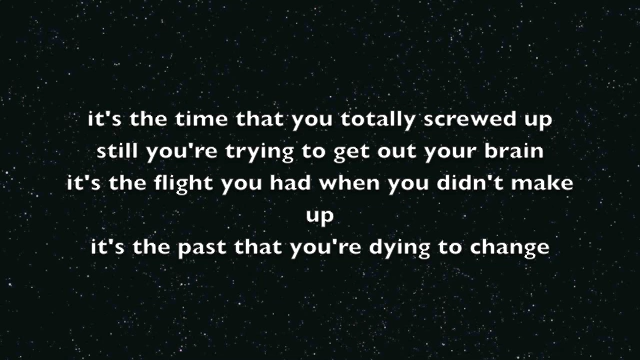 it's the time that you totally screwed up
still you're trying to get out your brain
it's the flight you had when you didn't make
up
it's the past that you're dying to change